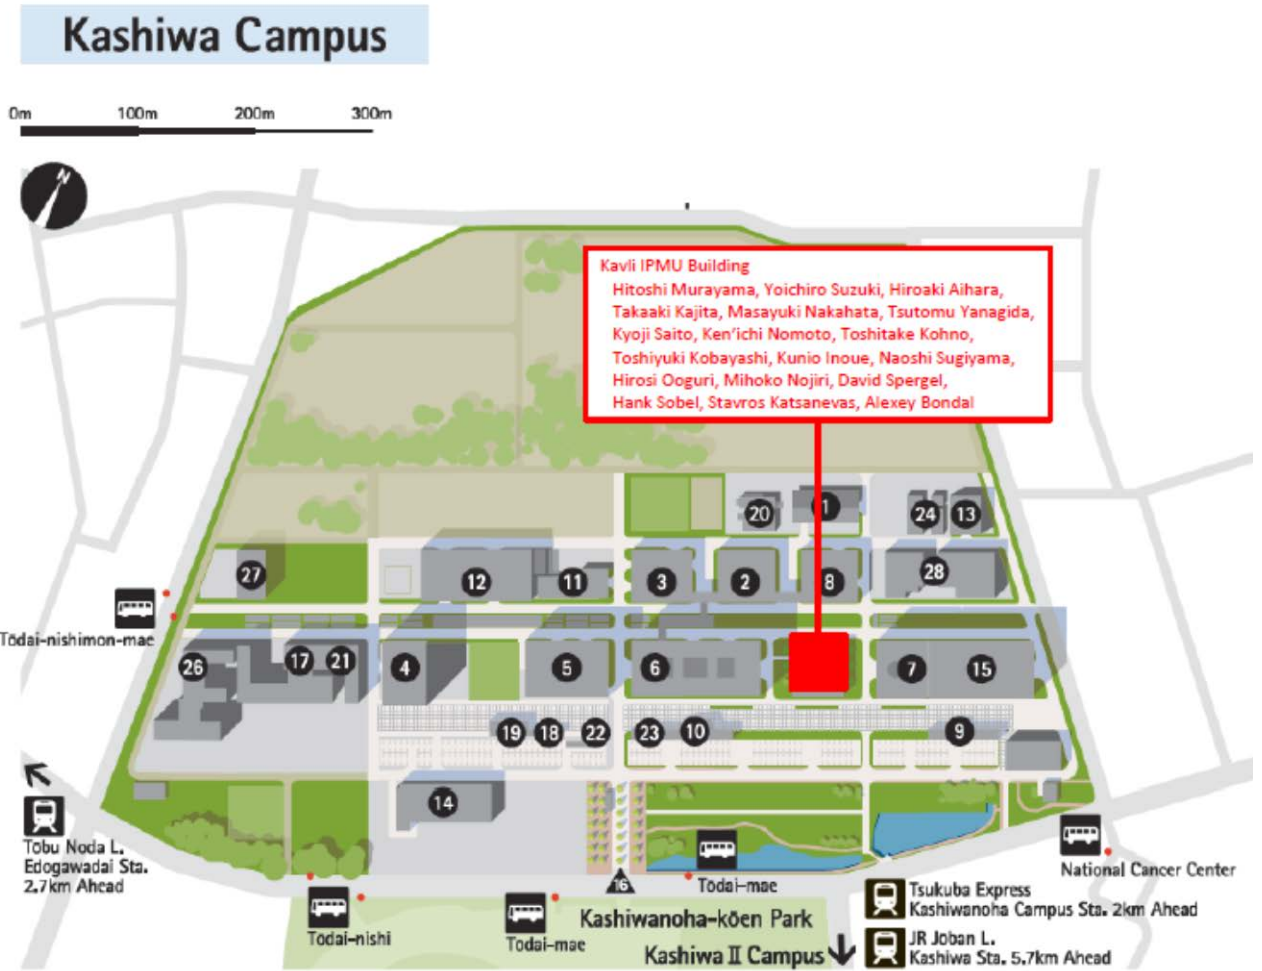 Kashiwa Campus
0m 100m 200m 300m
N
Kavli IPMU Building
Hitoshi Murayama, Yoichiro Suzuki, Hiroaki Aihara,
Takaaki Kajita, Masayuki Nakahata, Tsutomu Yanagida,
Kyoji Saito, Ken'ichi Nomoto, Toshitake Kohno,
Toshiyuki Kobayashi, Kunio Inoue, Naoshi Sugiyama,
Hirosi Ooguri, Mihoko Nojiri, David Spergel,
Hank Sobel, Stavros Katsanevas, Alexey Bondal
20 1 24 13
27 12 11 3 2 8 28
Tōdai-nishimon-mae
26 17 21 4 5 6 7 15
19 18 22 23 10 9
14
Tobu Noda L.
Edogawadai Sta.
2.7km Ahead
16
Tōdai-mae
National Cancer Center
Tōdai-nishi
Tōdai-mae
Kashiwanoha-kōen Park
Kashiwa II Campus
Tsukuba Express
Kashiwanoha Campus Sta. 2km Ahead
JR Joban L.
Kashiwa Sta. 5.7km Ahead